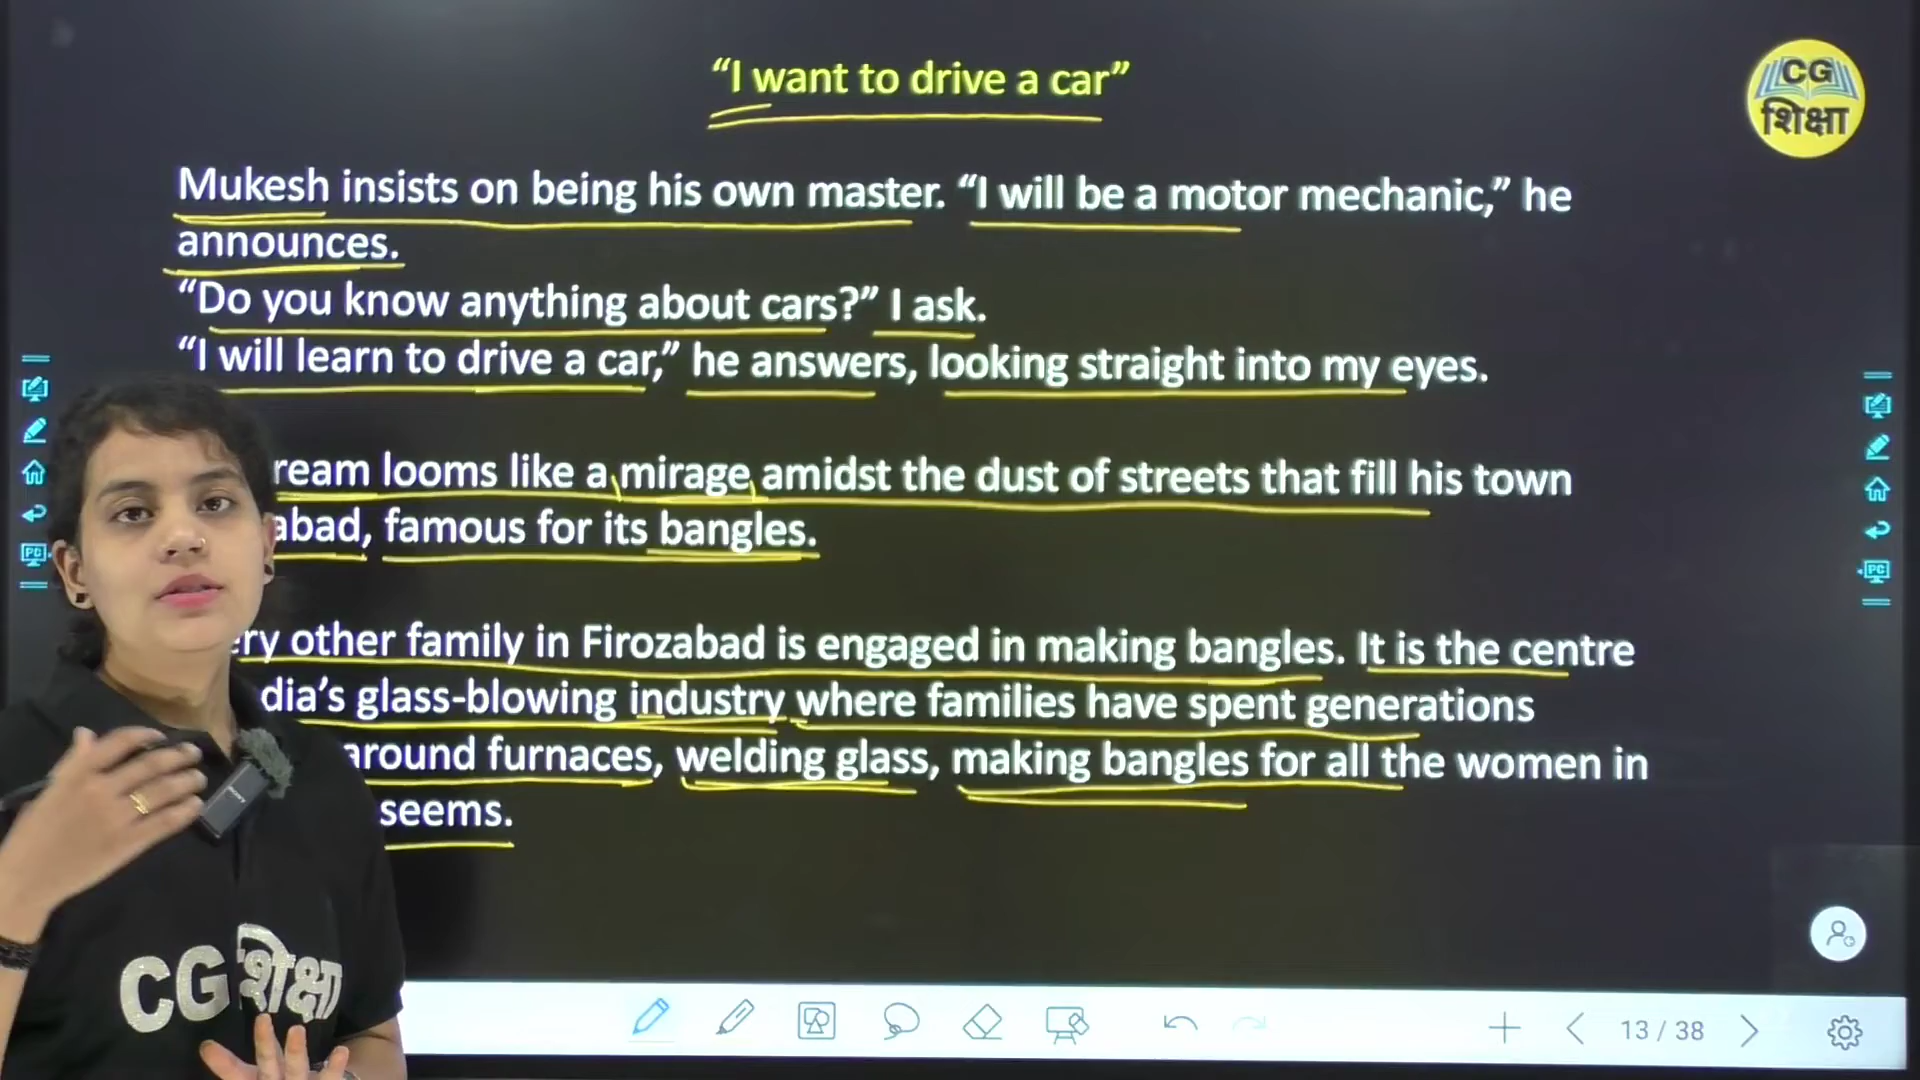 “I want to drive a car”
CG
शिक्षा
Mukesh insists on being his own master. “I will be a motor mechanic,” he
announces.
“Do you know anything about cars?” I ask.
“I will learn to drive a car,” he answers, looking straight into my eyes.
ream looms like a mirage amidst the dust of streets that fill his town
abad, famous for its bangles.
ery other family in Firozabad is engaged in making bangles. It is the centre
dia’s glass-blowing industry where families have spent generations
around furnaces, welding glass, making bangles for all the women in
seems.
CG शिक्षा
PC
PC
13 / 38